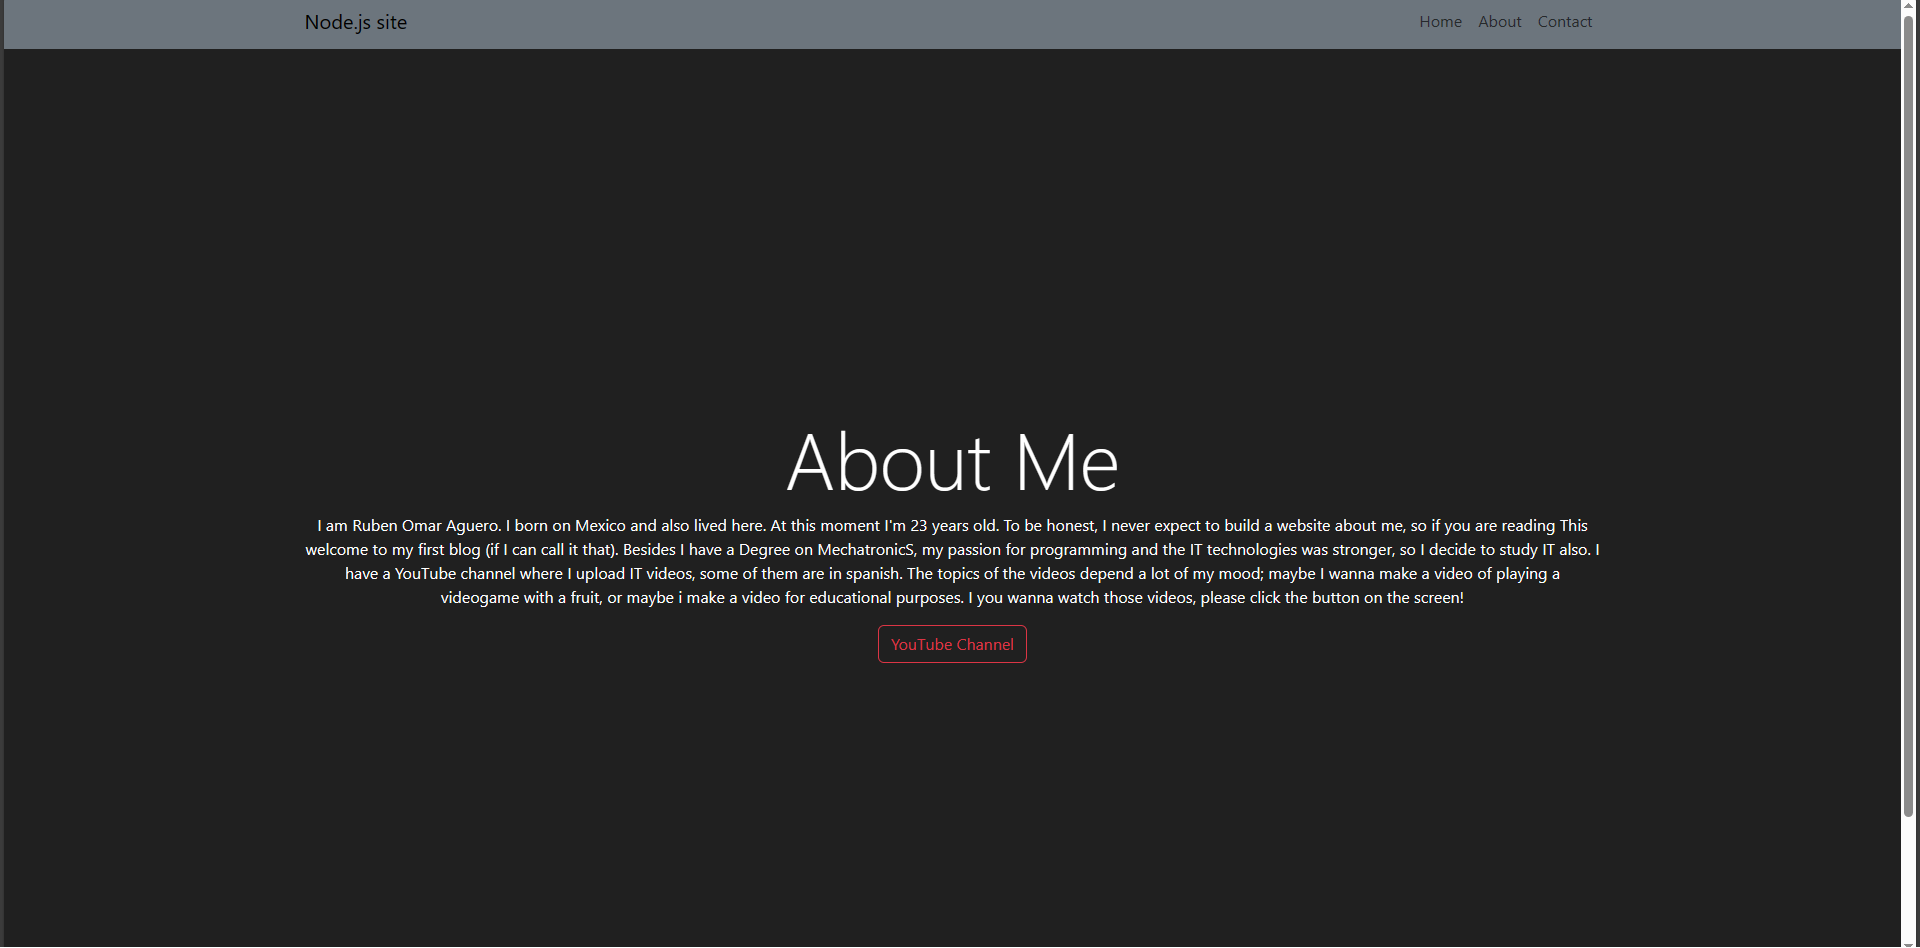 Node.js site
Home About Contact
About Me
I am Ruben Omar Aguero. I born on Mexico and also lived here. At this moment I'm 23 years old. To be honest, I never expect to build a website about me, so if you are reading This
welcome to my first blog (if I can call it that). Besides I have a Degree on MechatronicS, my passion for programming and the IT technologies was stronger, so I decide to study IT also. I
have a YouTube channel where I upload IT videos, some of them are in spanish. The topics of the videos depend a lot of my mood; maybe I wanna make a video of playing a
videogame with a fruit, or maybe i make a video for educational purposes. I you wanna watch those videos, please click the button on the screen!
YouTube Channel